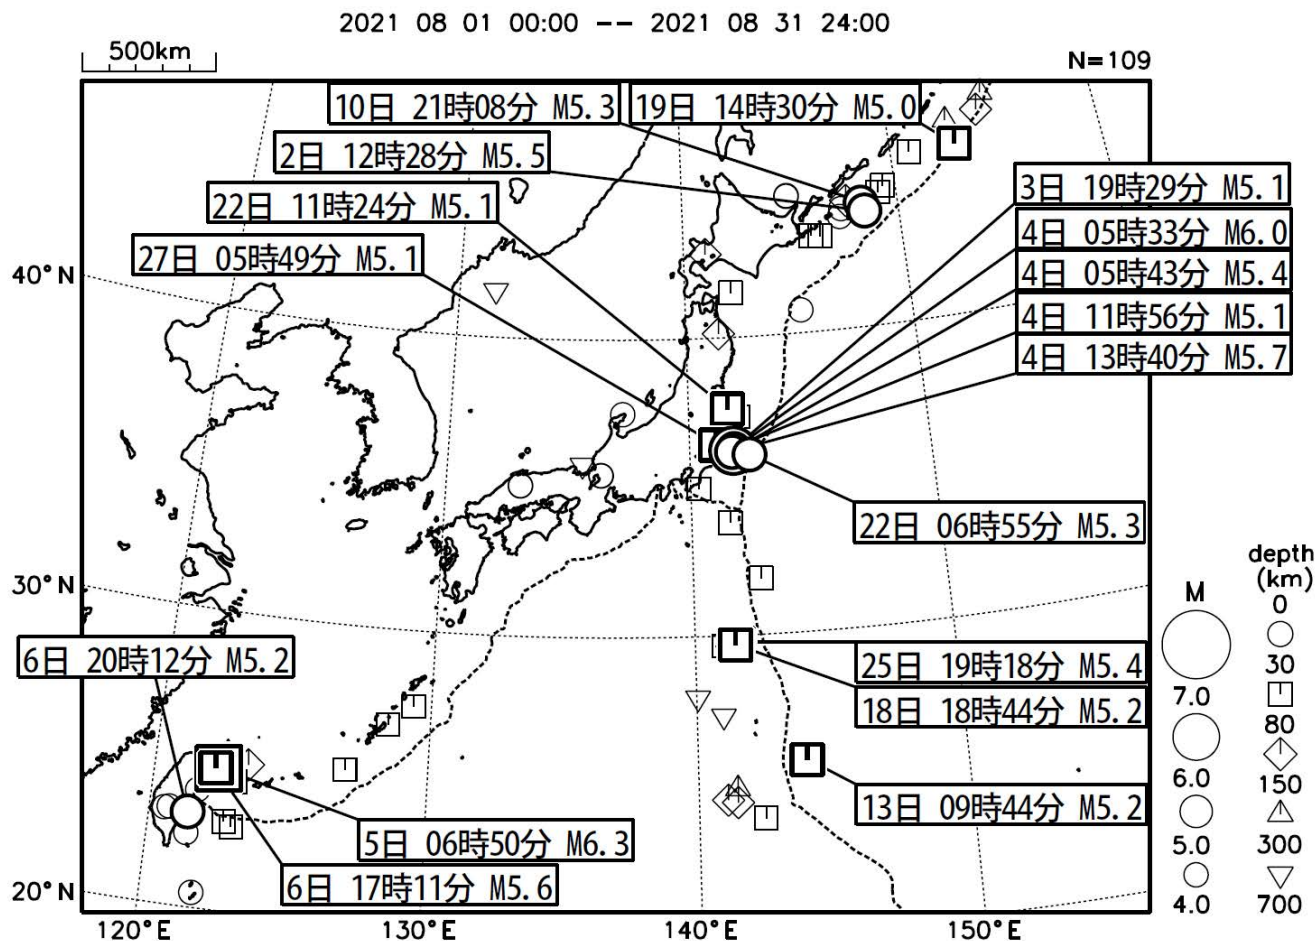 2021 08 01 00:00 -- 2021 08 31 24:00
500km
N=109
10日 21時08分 M5.3
19日 14時30分 M5.0
2日 12時28分 M5.5
22日 11時24分 M5.1
27日 05時49分 M5.1
3日 19時29分 M5.1
4日 05時33分 M6.0
4日 05時43分 M5.4
4日 11時56分 M5.1
4日 13時40分 M5.7
40°N
22日 06時55分 M5.3
30°N
6日 20時12分 M5.2
25日 19時18分 M5.4
18日 18時44分 M5.2
13日 09時44分 M5.2
5日 06時50分 M6.3
6日 17時11分 M5.6
20°N
120°E
130°E
140°E
150°E
M
7.0
6.0
5.0
4.0
depth
(km)
0
30
80
150
300
700